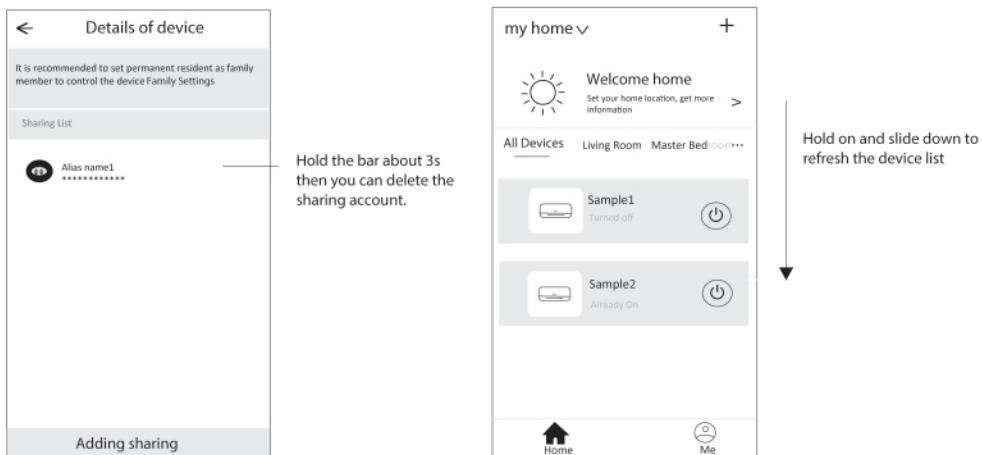 Details of device
It is recommended to set permanent resident as family
member to control the device Family Settings
Sharing List
Alias name1
************
Adding sharing
Hold the bar about 3s
then you can delete the
sharing account.
my home
+
Welcome home
Set your home location, get more
information
>
All Devices Living Room Master Bedroom...
Sample1
Turned off
Sample2
Already On
Home Me
Hold on and slide down to
refresh the device list